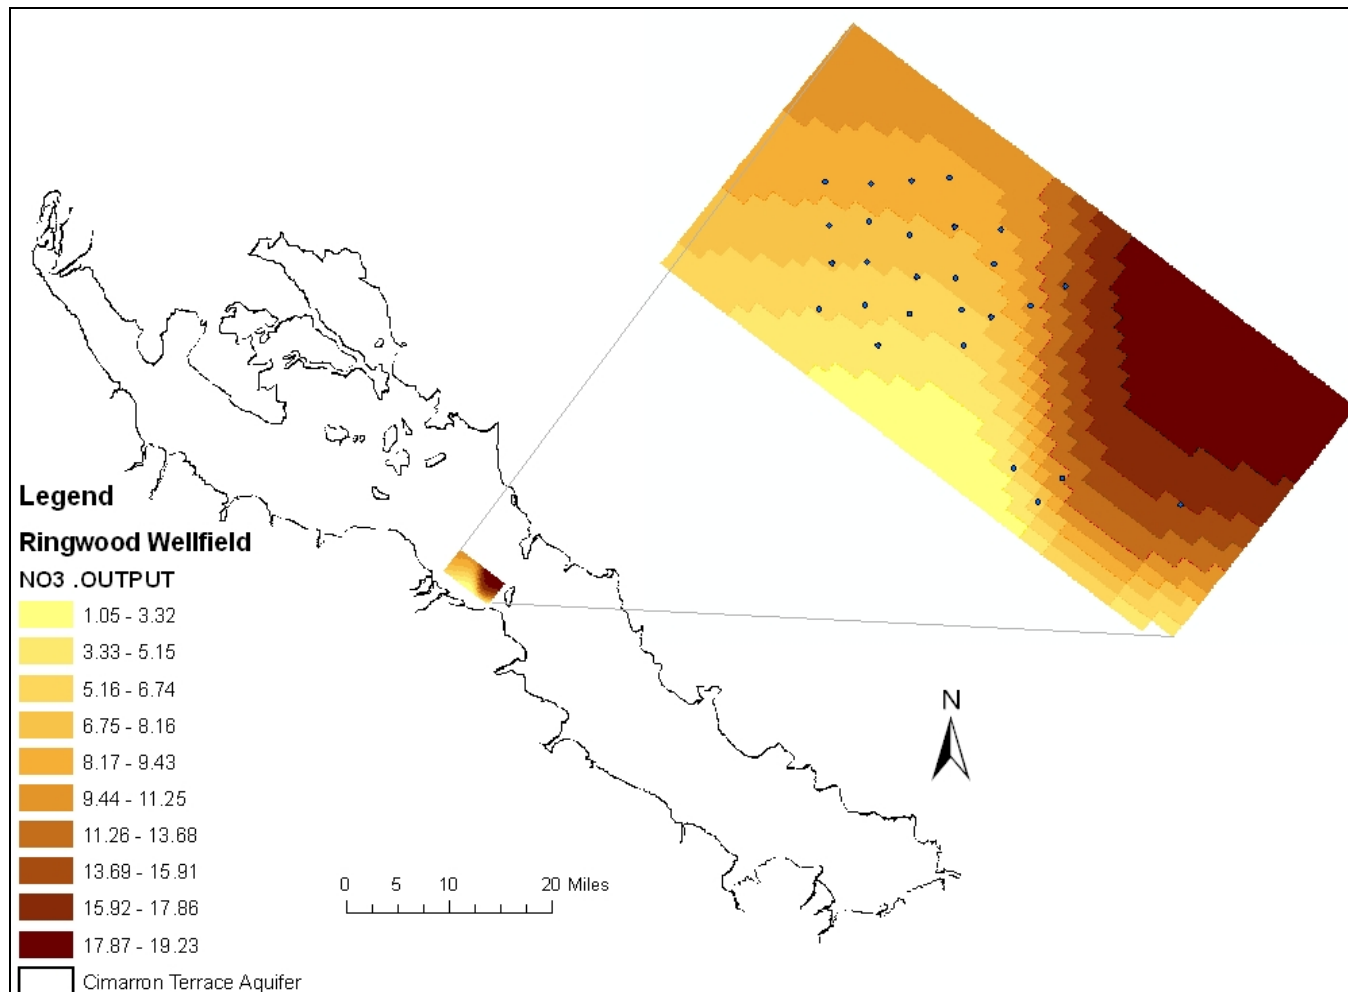 Legend
Ringwood Wellfield
NO3 .OUTPUT
1.05 - 3.32
3.33 - 5.15
5.16 - 6.74
6.75 - 8.16
8.17 - 9.43
9.44 - 11.25
11.26 - 13.68
13.69 - 15.91
15.92 - 17.86
17.87 - 19.23
Cimarron Terrace Aquifer
0 5 10 20 Miles
N